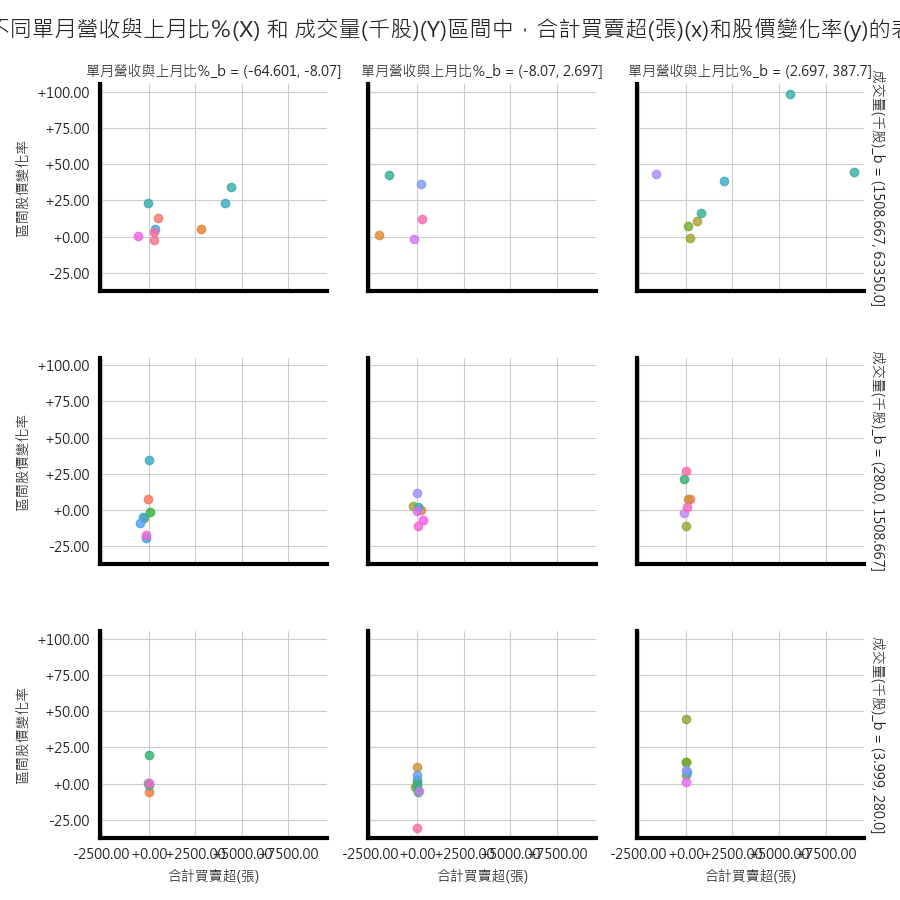 不同單月營收與上月比%(X) 和 成交量(千股)(Y)區間中，合計買賣超(張)(x)和股價變化率(y)的表
單月營收與上月比%_b = (-64.601, -8.07]
單月營收與上月比%_b = (-8.07, 2.697]
單月營收與上月比%_b = (2.697, 387.7]
+100.00
+75.00
+50.00
+25.00
+0.00
-25.00
區間股價變化率
成交量(千股)_b = (1508.667, 63350.0]
+100.00
+75.00
+50.00
+25.00
+0.00
-25.00
區間股價變化率
成交量(千股)_b = (280.0, 1508.667]
+100.00
+75.00
+50.00
+25.00
+0.00
-25.00
區間股價變化率
成交量(千股)_b = (3.999, 280.0]
-2500.00 +0.00 +2500.00 +5000.00 +7500.00
-2500.00 +0.00 +2500.00 +5000.00 +7500.00
-2500.00 +0.00 +2500.00 +5000.00 +7500.00
合計買賣超(張)
合計買賣超(張)
合計買賣超(張)